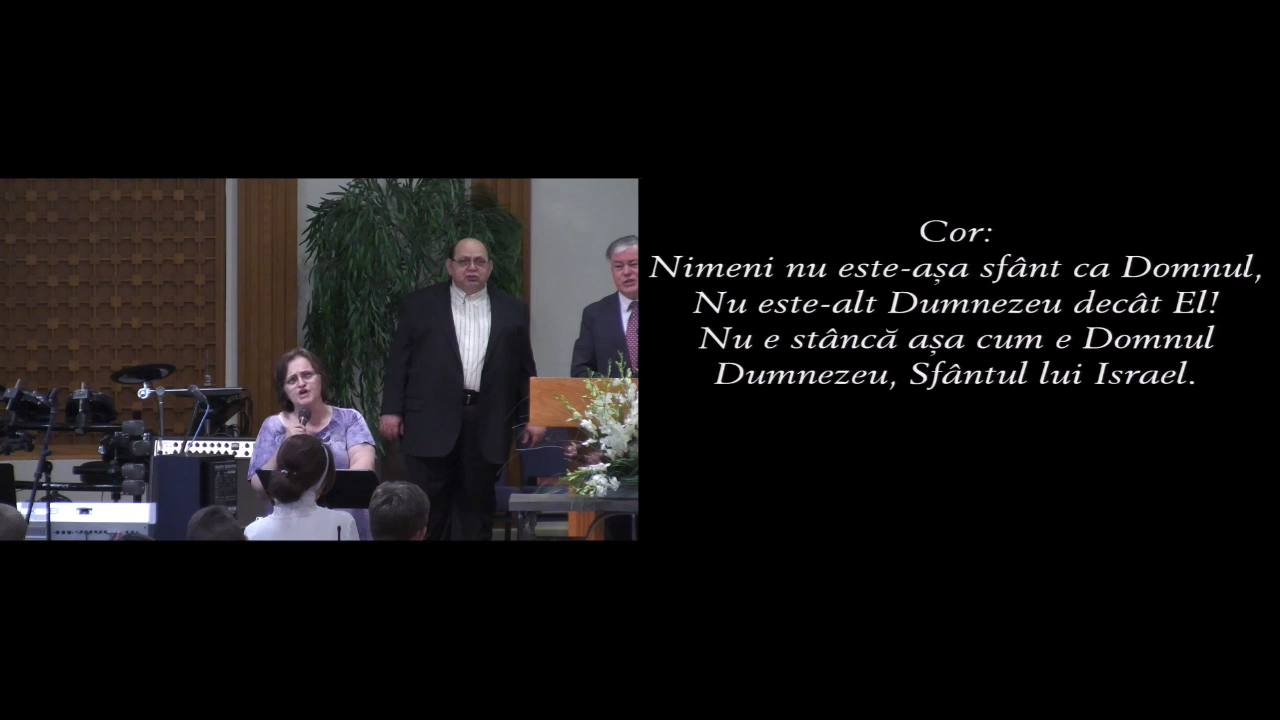 Cor:
Nimeni nu este-așa sfânt ca Domnul,
Nu este-alt Dumnezeu decât El!
Nu e stâncă așa cum e Domnul
Dumnezeu, Sfântul lui Israel.